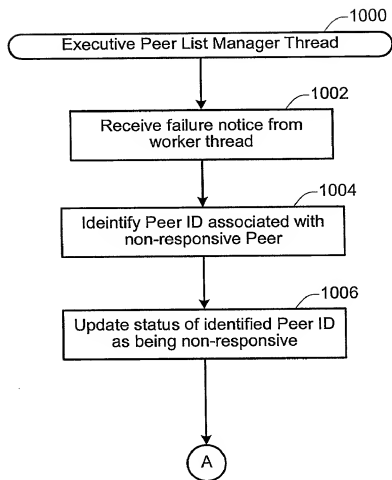 1000
Executive Peer List Manager Thread
1002
Receive failure notice from
worker thread
1004
Ideintify Peer ID associated with
non-responsive Peer
1006
Update status of identified Peer ID
as being non-responsive
A